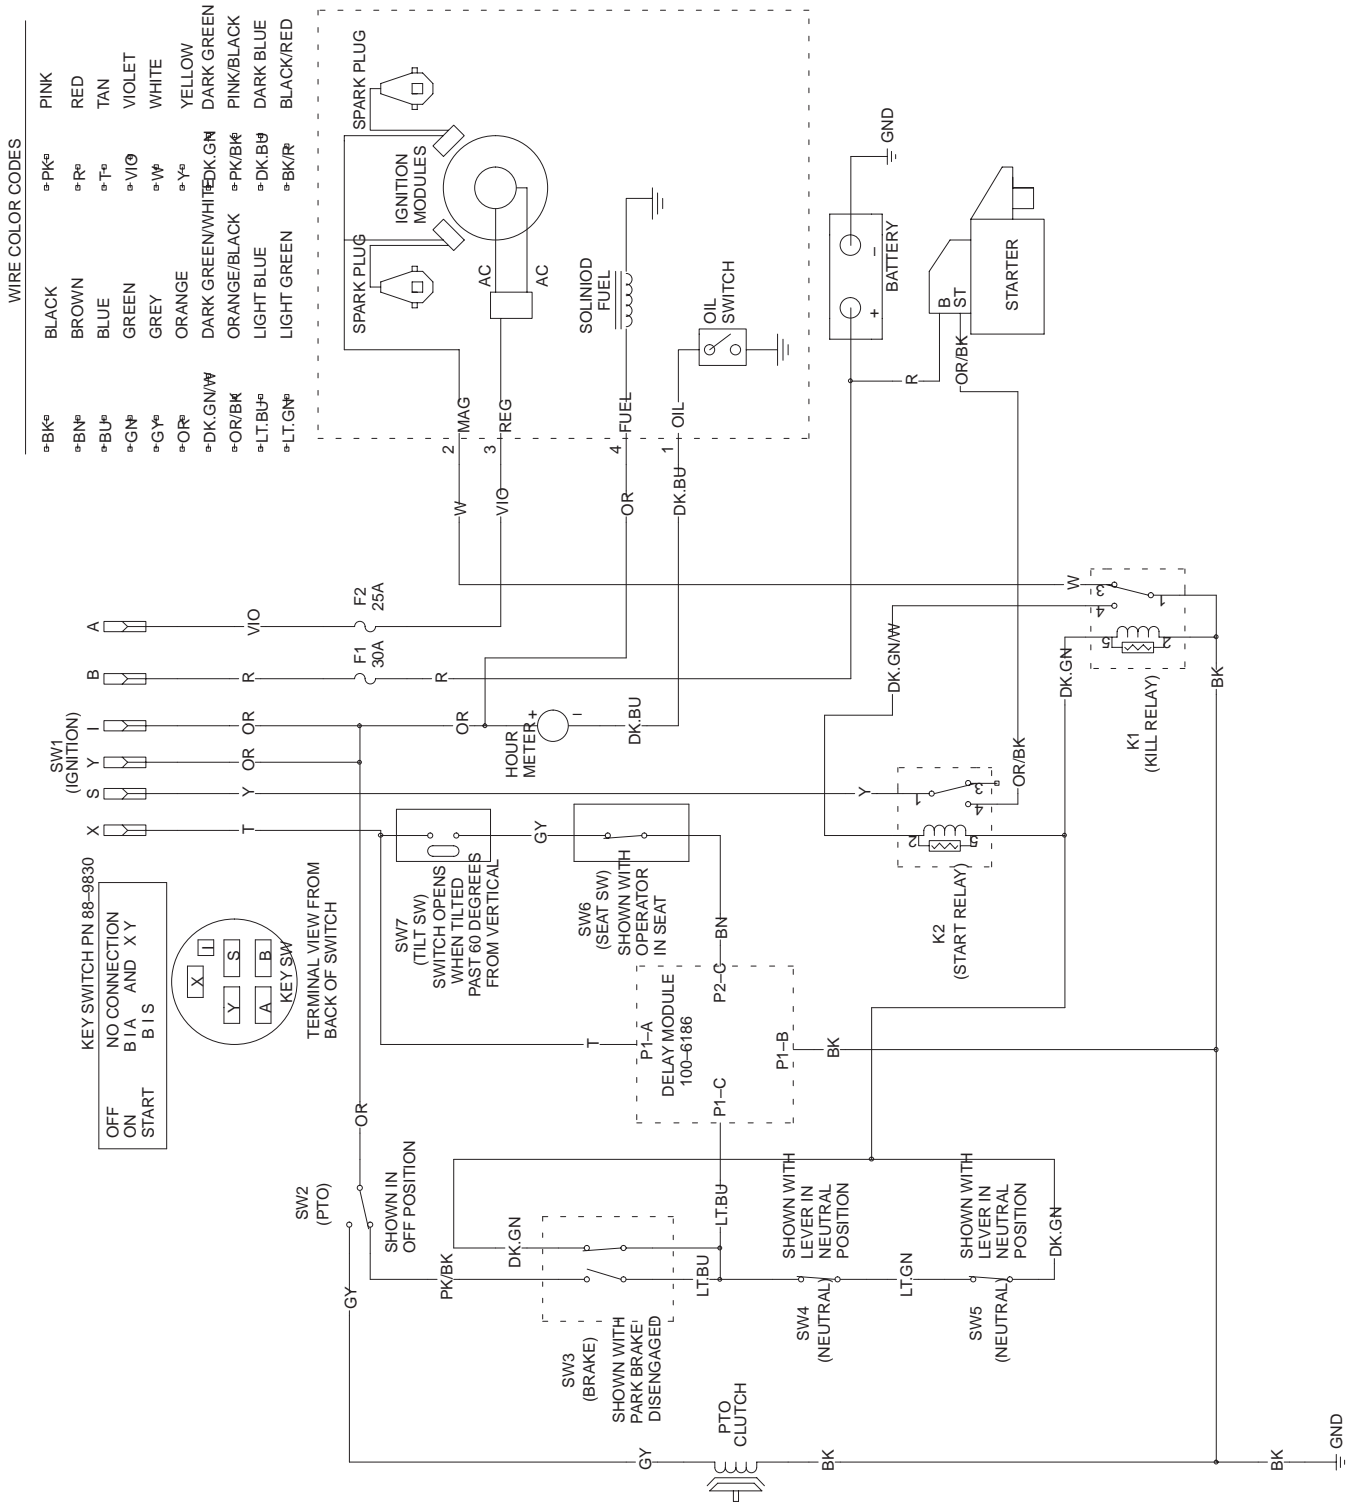 WIRE COLOR CODES
BK BLACK
BN BROWN
BU BLUE
GN GREEN
GY GREY
OR ORANGE
DK.GN/W DARK GREEN/WHITE
OR/BK ORANGE/BLACK
LT.BU LIGHT BLUE
LT.GN LIGHT GREEN
PK PINK
R RED
T TAN
VIO VIOLET
W WHITE
Y YELLOW
DK.GN DARK GREEN
PK/BK PINK/BLACK
DK.BU DARK BLUE
BK/R BLACK/RED
KEY SWITCH PN 88–9830
OFF NO CONNECTION
ON B I A AND X Y
START B I S
X
I
Y
S
A
B
KEY SW
TERMINAL VIEW FROM
BACK OF SWITCH
SW1
(IGNITION)
X
S
Y
I
B
A
T
Y
OR
OR
R
VIO
F1
30A
F2
25A
R
OR
HOUR
METER
+
–
DK.BU
W
VIO
OR
DK.BU
2
3
4
1
MAG
REG
FUEL
OIL
SPARK PLUG
SPARK PLUG
IGNITION
MODULES
AC
AC
SOLINIOD
FUEL
OIL
SWITCH
BATTERY
+
–
GND
R
OR/BK
B
ST
STARTER
SW7
(TILT SW)
SWITCH OPENS
WHEN TILTED
PAST 60 DEGREES
FROM VERTICAL
GY
SW6
(SEAT SW)
SHOWN WITH
OPERATOR
IN SEAT
BN
T
P1–A
P2–C
DELAY MODULE
100–6186
P1–C
P1–B
BK
Y
1
3
4
2
5
K2
(START RELAY)
OR/BK
DK.GN/W
DK.GN
W
3
4
1
5
2
K1
(KILL RELAY)
BK
OR
SW2
(PTO)
SHOWN IN
OFF POSITION
GY
PK/BK
DK.GN
SW3
(BRAKE)
SHOWN WITH
PARK BRAKE
DISENGAGED
LT.BU
LT.BU
SHOWN WITH
LEVER IN
NEUTRAL
POSITION
SW4
(NEUTRAL)
LT.GN
SHOWN WITH
LEVER IN
NEUTRAL
POSITION
SW5
(NEUTRAL)
DK.GN
GY
PTO
CLUTCH
BK
BK
GND